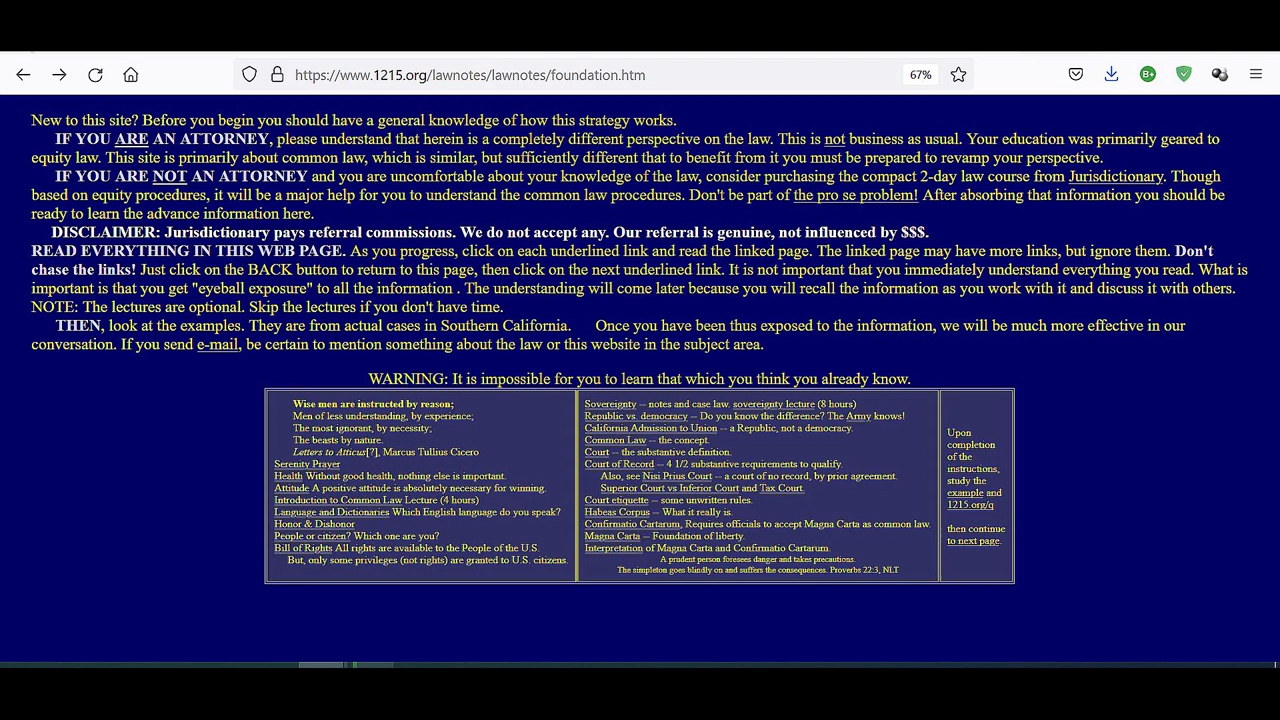 https://www.1215.org/lawnotes/lawnotes/foundation.htm
67%
B+
New to this site? Before you begin you should have a general knowledge of how this strategy works.
IF YOU ARE AN ATTORNEY, please understand that herein is a completely different perspective on the law. This is not business as usual. Your education was primarily geared to
equity law. This site is primarily about common law, which is similar, but sufficiently different that to benefit from it you must be prepared to revamp your perspective.
IF YOU ARE NOT AN ATTORNEY and you are uncomfortable about your knowledge of the law, consider purchasing the compact 2-day law course from Jurisdictionary. Though
based on equity procedures, it will be a major help for you to understand the common law procedures. Don't be part of the pro se problem! After absorbing that information you should be
ready to learn the advance information here.
DISCLAIMER: Jurisdictionary pays referral commissions. We do not accept any. Our referral is genuine, not influenced by $$$.
READ EVERYTHING IN THIS WEB PAGE. As you progress, click on each underlined link and read the linked page. The linked page may have more links, but ignore them. Don't
chase the links! Just click on the BACK button to return to this page, then click on the next underlined link. It is not important that you immediately understand everything you read. What is
important is that you get "eyeball exposure" to all the information . The understanding will come later because you will recall the information as you work with it and discuss it with others.
NOTE: The lectures are optional. Skip the lectures if you don't have time.
THEN, look at the examples. They are from actual cases in Southern California. Once you have been thus exposed to the information, we will be much more effective in our
conversation. If you send e-mail, be certain to mention something about the law or this website in the subject area.
WARNING: It is impossible for you to learn that which you think you already know.
Wise men are instructed by reason;
Men of less understanding, by experience;
The most ignorant, by necessity;
The beasts by nature.
Letters to Atticus[?], Marcus Tullius Cicero
Serenity Prayer
Health Without good health, nothing else is important.
Attitude A positive attitude is absolutely necessary for winning.
Introduction to Common Law Lecture (4 hours)
Language and Dictionaries Which English language do you speak?
Honor & Dishonor
People or citizen? Which one are you?
Bill of Rights All rights are available to the People of the U.S.
But, only some privileges (not rights) are granted to U.S. citizens.
Sovereignty -- notes and case law, sovereignty lecture (8 hours)
Republic vs. democracy -- Do you know the difference? The Army knows!
California Admission to Union -- a Republic, not a democracy.
Common Law -- the concept.
Court -- the substantive definition.
Court of Record -- 4 1/2 substantive requirements to qualify.
Also, see Nisi Prius Court -- a court of no record, by prior agreement.
Superior Court vs Inferior Court and Tax Court.
Court etiquette -- some unwritten rules.
Habeas Corpus -- What it really is.
Confirmatio Cartarum, Requires officials to accept Magna Carta as common law.
Magna Carta -- Foundation of liberty.
Interpretation of Magna Carta and Confirmatio Cartarum.
A prudent person foresees danger and takes precautions.
The simpleton goes blindly on and suffers the consequences. Proverbs 22:3, NLT
Upon
completion
of the
instructions,
study the
example and
1215.org/q
then continue
to next page.